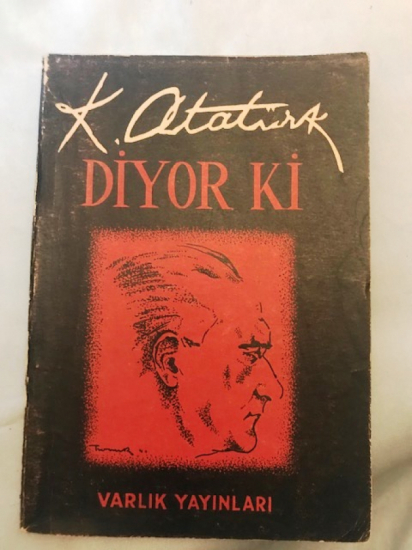 K. Atatürk
DİYOR Kİ
VARLIK YAYINLARI